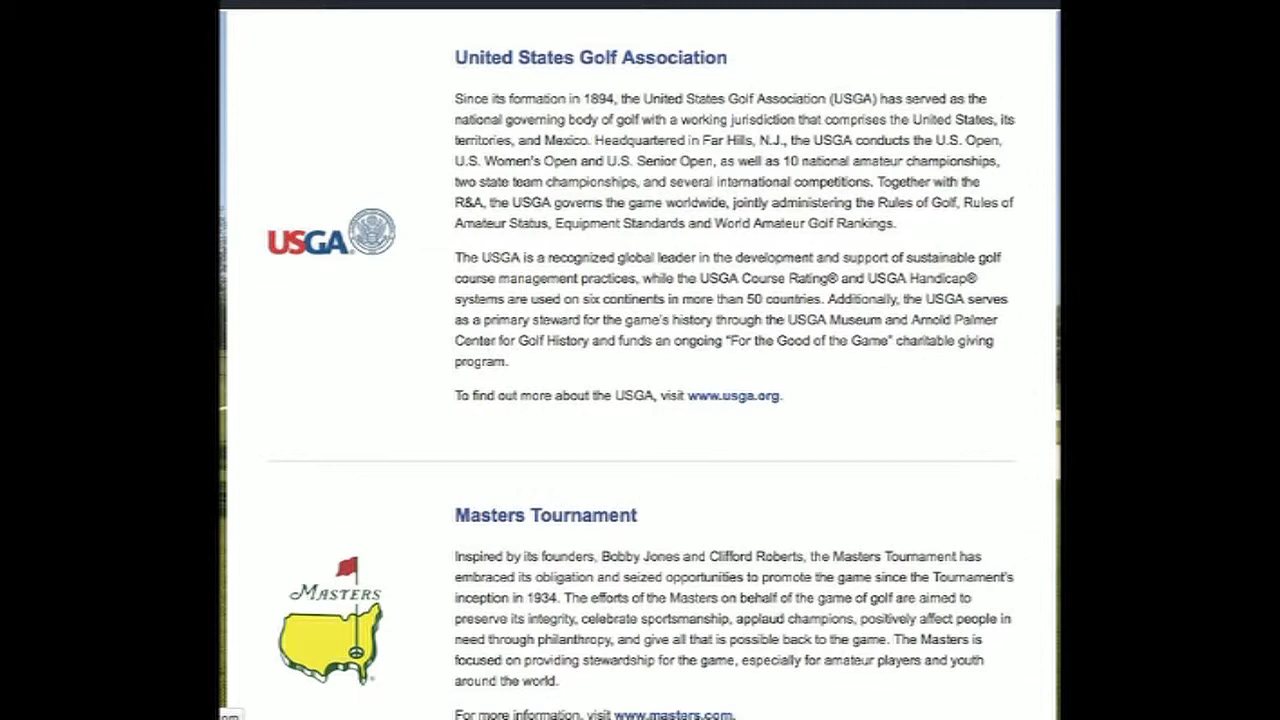 United States Golf Association
Since its formation in 1894, the United States Golf Association (USGA) has served as the
national governing body of golf with a working jurisdiction that comprises the United States, its
territories, and Mexico. Headquartered in Far Hills, N.J., the USGA conducts the U.S. Open,
U.S. Women's Open and U.S. Senior Open, as well as 10 national amateur championships,
two state team championships, and several international competitions. Together with the
R&A, the USGA governs the game worldwide, jointly administering the Rules of Golf, Rules of
Amateur Status, Equipment Standards and World Amateur Golf Rankings.
USGA
The USGA is a recognized global leader in the development and support of sustainable golf
course management practices, while the USGA Course Rating® and USGA Handicap®
systems are used on six continents in more than 50 countries. Additionally, the USGA serves
as a primary steward for the game's history through the USGA Museum and Arnold Palmer
Center for Golf History and funds an ongoing "For the Good of the Game" charitable giving
program.
To find out more about the USGA, visit www.usga.org.
Masters Tournament
Inspired by its founders, Bobby Jones and Clifford Roberts, the Masters Tournament has
embraced its obligation and seized opportunities to promote the game since the Tournament's
inception in 1934. The efforts of the Masters on behalf of the game of golf are aimed to
preserve its integrity, celebrate sportsmanship, applaud champions, positively affect people in
need through philanthropy, and give all that is possible back to the game. The Masters is
focused on providing stewardship for the game, especially for amateur players and youth
around the world.
MASTERS
For more information, visit www.masters.com.